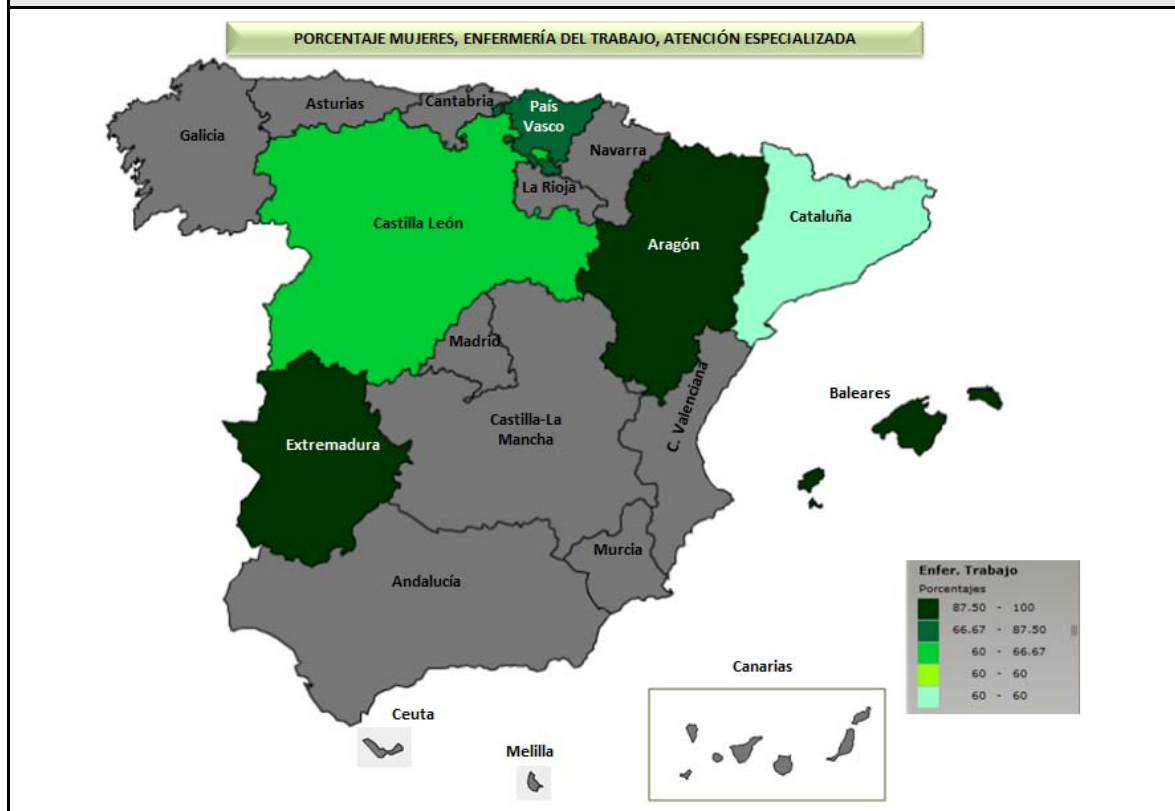 PORCENTAJE MUJERES, ENFERMERÍA DEL TRABAJO, ATENCIÓN ESPECIALIZADA
Galicia
Asturias
Cantabria
País
Vasco
Navarra
La Rioja
Castilla León
Aragón
Cataluña
Madrid
Baleares
C. Valenciana
Castilla-La
Mancha
Extremadura
Murcia
Andalucía
Canarias
Ceuta
Melilla
Enfer. Trabajo
Porcentajes
87.50 - 100
66.67 - 87.50
60 - 66.67
60 - 60
60 - 60